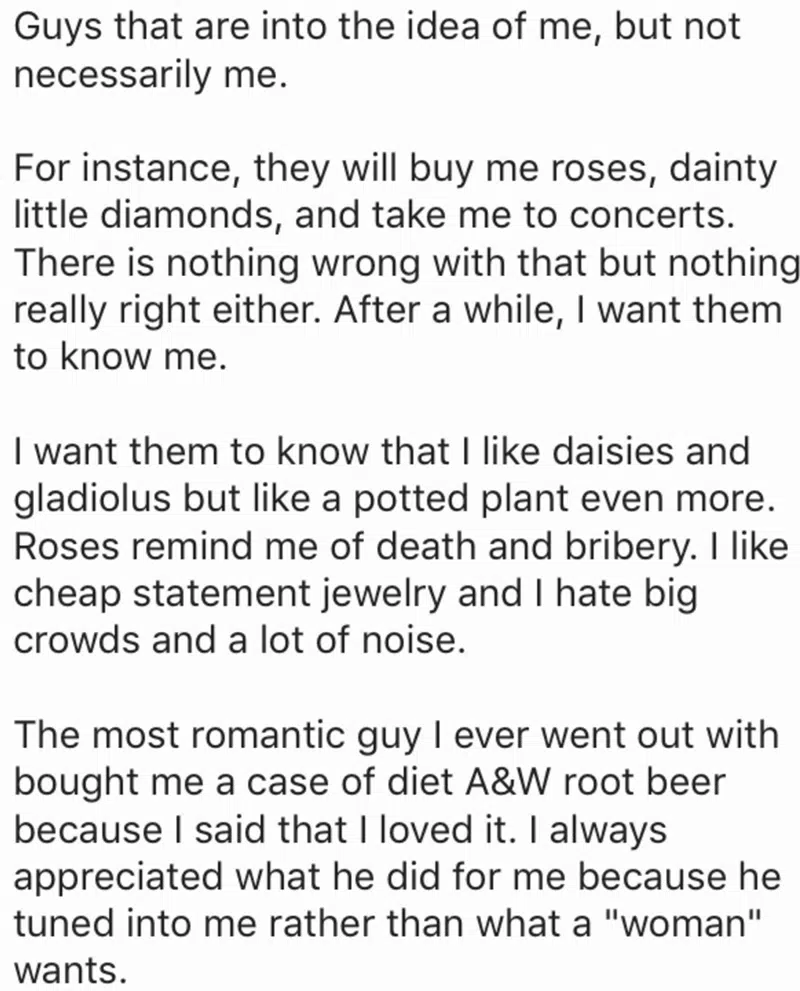 Guys that are into the idea of me, but not
necessarily me.
For instance, they will buy me roses, dainty
little diamonds, and take me to concerts.
There is nothing wrong with that but nothing
really right either. After a while, I want them
to know me.
I want them to know that I like daisies and
gladiolus but like a potted plant even more.
Roses remind me of death and bribery. I like
cheap statement jewelry and I hate big
crowds and a lot of noise.
The most romantic guy I ever went out with
bought me a case of diet A&W root beer
because I said that I loved it. I always
appreciated what he did for me because he
tuned into me rather than what a "woman"
wants.